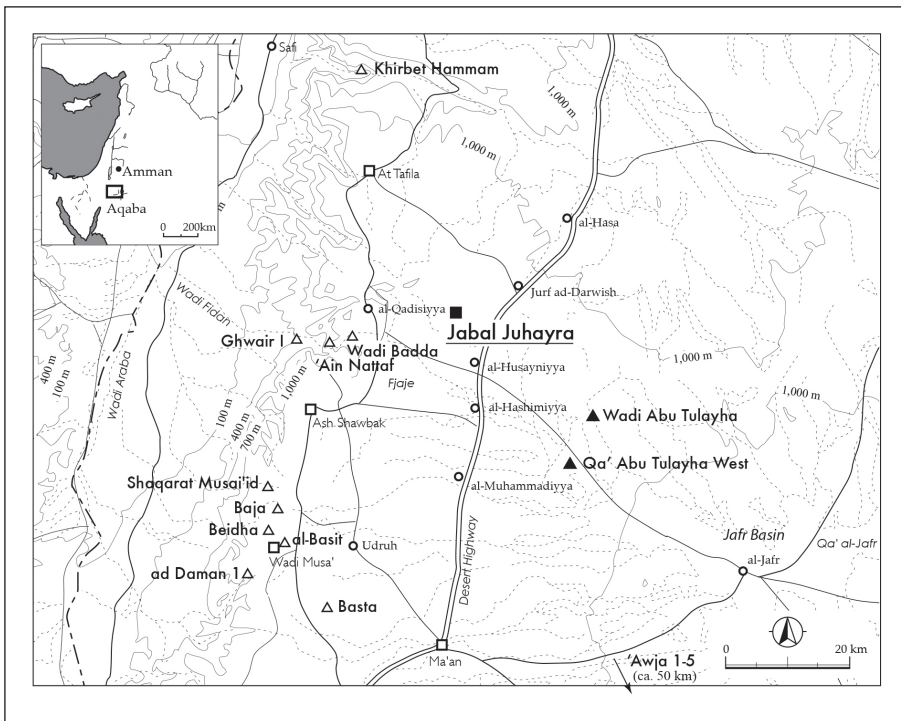 Safi
Khirbet Hammam
1,000 m
1,000 m
Amman
Aqaba
0 200km
At Tafila
al-Hasa
Wadi Fidan
Jurf ad-Darwish
al-Qadisiyya
Jabal Juhayra
Ghwair I
Wadi Badda
'Ain Nattaf
1,000 m
400 m
100 m
Wadi Araba
Fjaje
al-Husayniyya
1,000 m
1,000 m
100 m
400 m
700 m
Ash Shawbak
al-Hashimiyya
Wadi Abu Tulayha
Qa' Abu Tulayha West
Shaqarat Musai'id
al-Muhammadiyya
Baja
Beidha
al-Basit
Wadi Musa'
Udruh
Desert Highway
Jafr Basin
Qa' al-Jafr
al-Jafr
ad Daman 1
Basta
Ma'an
'Awja 1-5
(ca. 50 km)
0 20 km